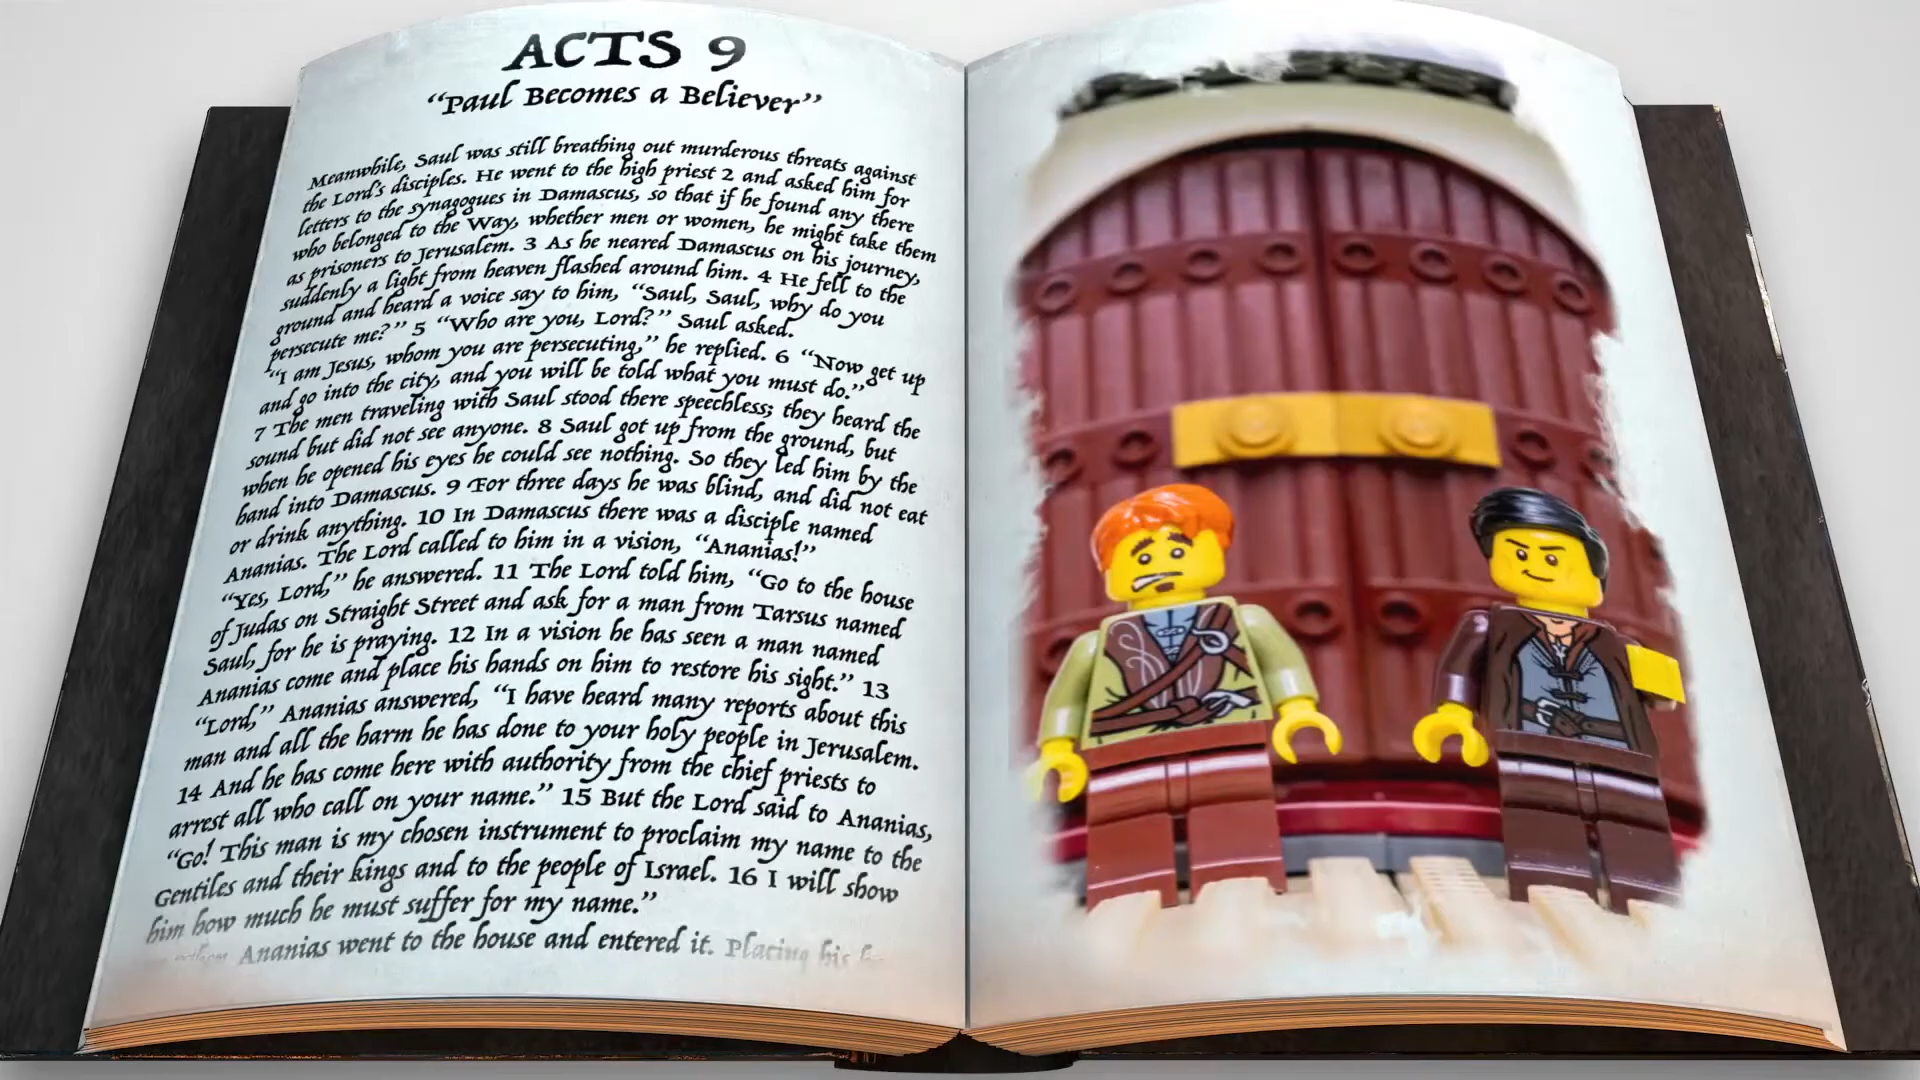 ACTS 9
“Paul Becomes a Believer”
Meanwhile, Saul was still breathing out murderous threats against
the Lord's disciples. He went to the high priest 2 and asked him for
letters to the synagogues in Damascus, so that if he found any there
who belonged to the Way, whether men or women, he might take them
as prisoners to Jerusalem. 3 As he neared Damascus on his journey,
suddenly a light from heaven flashed around him. 4 He fell to the
ground and heard a voice say to him, “Saul, Saul, why do you
persecute me?” 5 “Who are you, Lord?” Saul asked.
“I am Jesus, whom you are persecuting,” he replied. 6 “Now get up
and go into the city, and you will be told what you must do.”
7 The men traveling with Saul stood there speechless; they heard the
sound but did not see anyone. 8 Saul got up from the ground, but
when he opened his eyes he could see nothing. So they led him by the
hand into Damascus. 9 For three days he was blind, and did not eat
or drink anything. 10 In Damascus there was a disciple named
Ananias. The Lord called to him in a vision, “Ananias!”
“Yes, Lord,” he answered. 11 The Lord told him, “Go to the house
of Judas on Straight Street and ask for a man from Tarsus named
Saul, for he is praying. 12 In a vision he has seen a man named
Ananias come and place his hands on him to restore his sight.” 13
“Lord,” Ananias answered, “I have heard many reports about this
man and all the harm he has done to your holy people in Jerusalem.
14 And he has come here with authority from the chief priests to
arrest all who call on your name.” 15 But the Lord said to Ananias,
“Go! This man is my chosen instrument to proclaim my name to the
Gentiles and their kings and to the people of Israel. 16 I will show
him how much he must suffer for my name.”
Ananias went to the house and entered it. Placing his